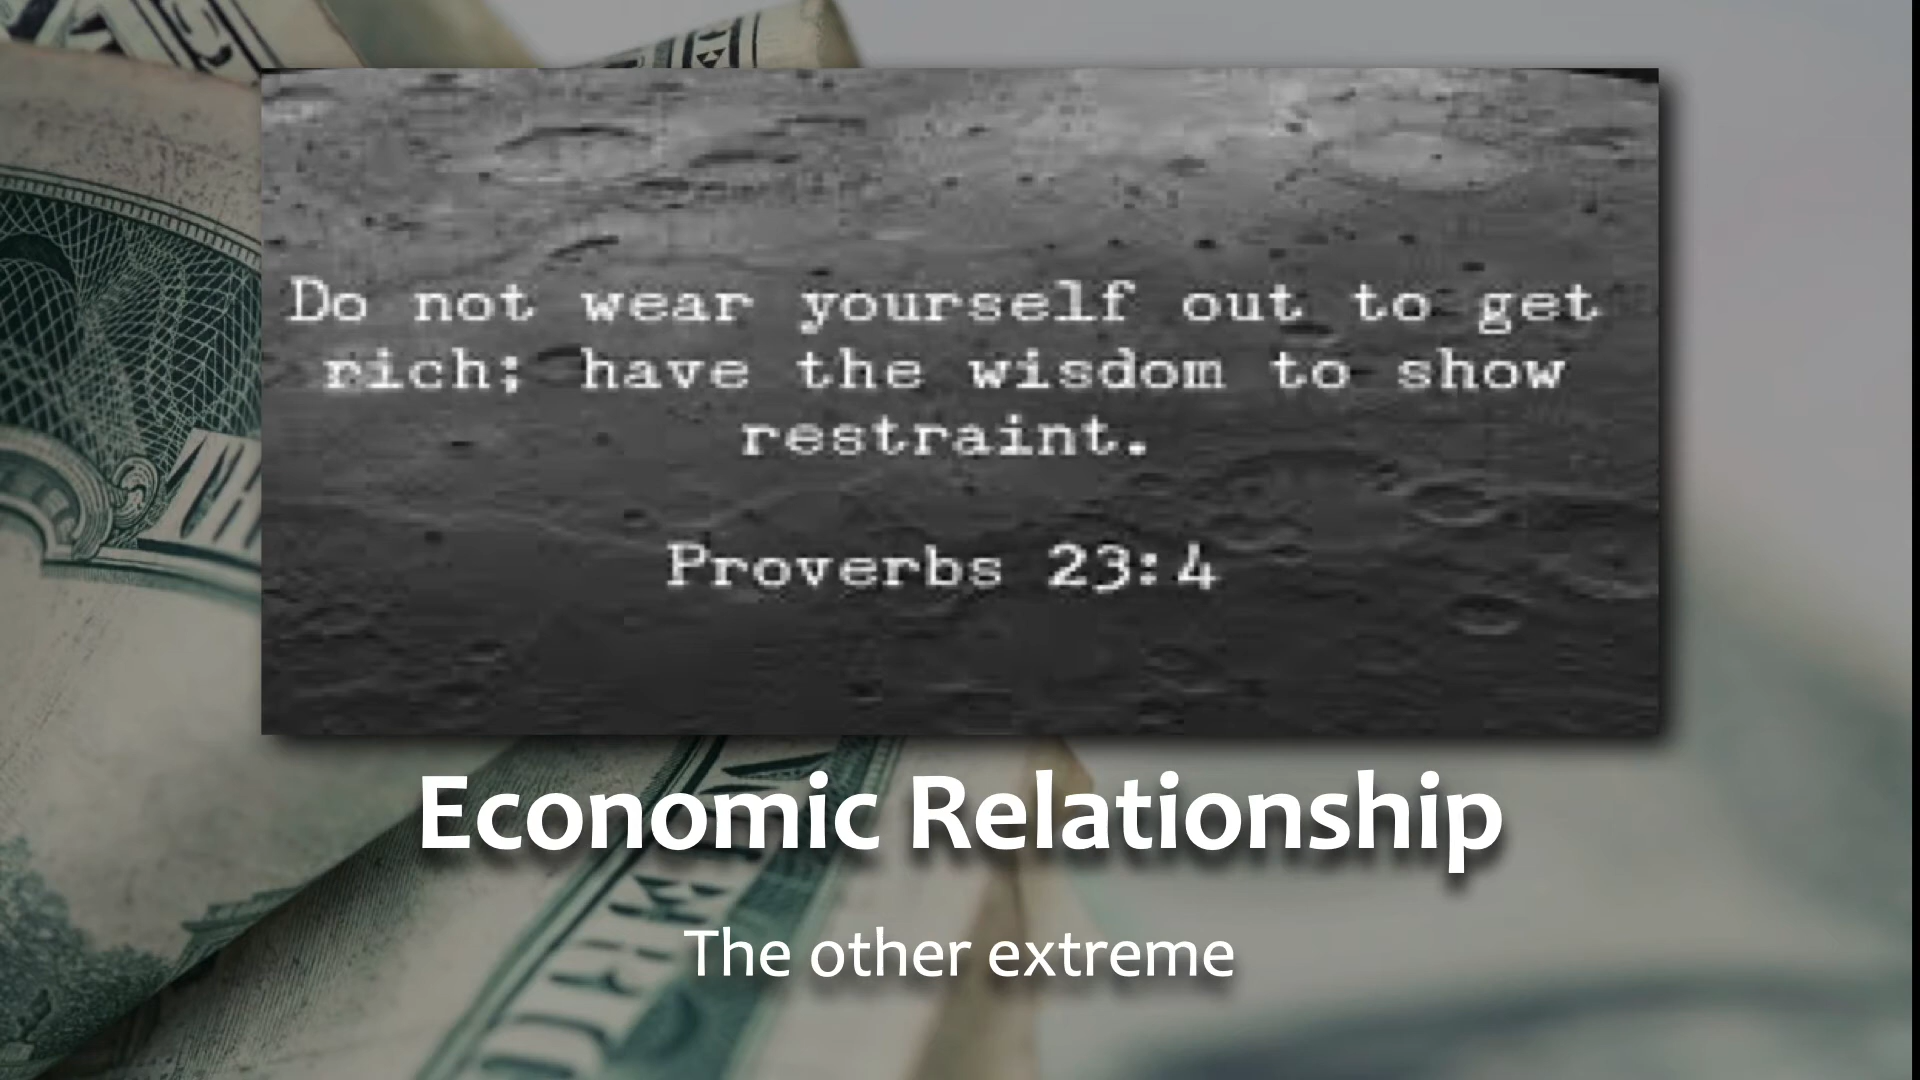 Do not wear yourself out to get
rich; have the wisdom to show
restraint.
Proverbs 23:4
Economic Relationship
The other extreme